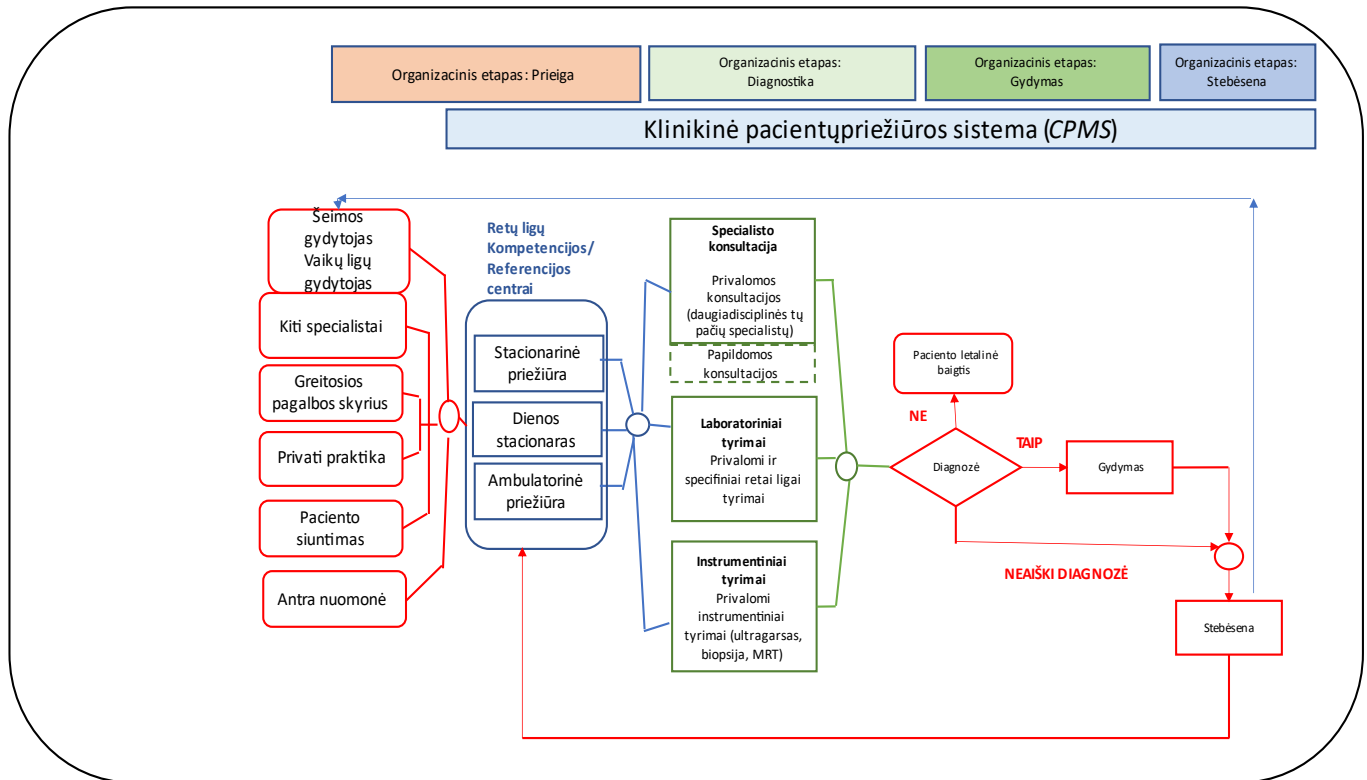 Organizacinis etapas: Prieiga
Organizacinis etapas:
Diagnostika
Organizacinis etapas:
Gydymas
Organizacinis etapas:
Stebėsena
Klinikinė pacientųpriežiūros sistema (CPMS)
Šeimos
gydytojas
Vaikų ligų
gydytojas
Kiti specialistai
Greitosios
pagalbos skyrius
Privati praktika
Paciento
siuntimas
Antra nuomonė
Retų ligų
Kompetencijos/
Referencijos
centrai
Stacionarinė
priežiūra
Dienos
stacionaras
Ambulatorinė
priežiūra
Specialisto
konsultacija
Privalomos
konsultacijos
(daugiadisciplinės tų
pačių specialistų)
Papildomos
konsultacijos
Laboratoriniai
tyrimai
Privalomi ir
specifiniai retai ligai
tyrimai
Instrumentiniai
tyrimai
Privalomi
instrumentiniai
tyrimai (ultragarsas,
biopsija, MRT)
Paciento letalinė
baigtis
NE
TAIP
Diagnozė
Gydymas
NEAIŠKI DIAGNOZĖ
Stebėsena